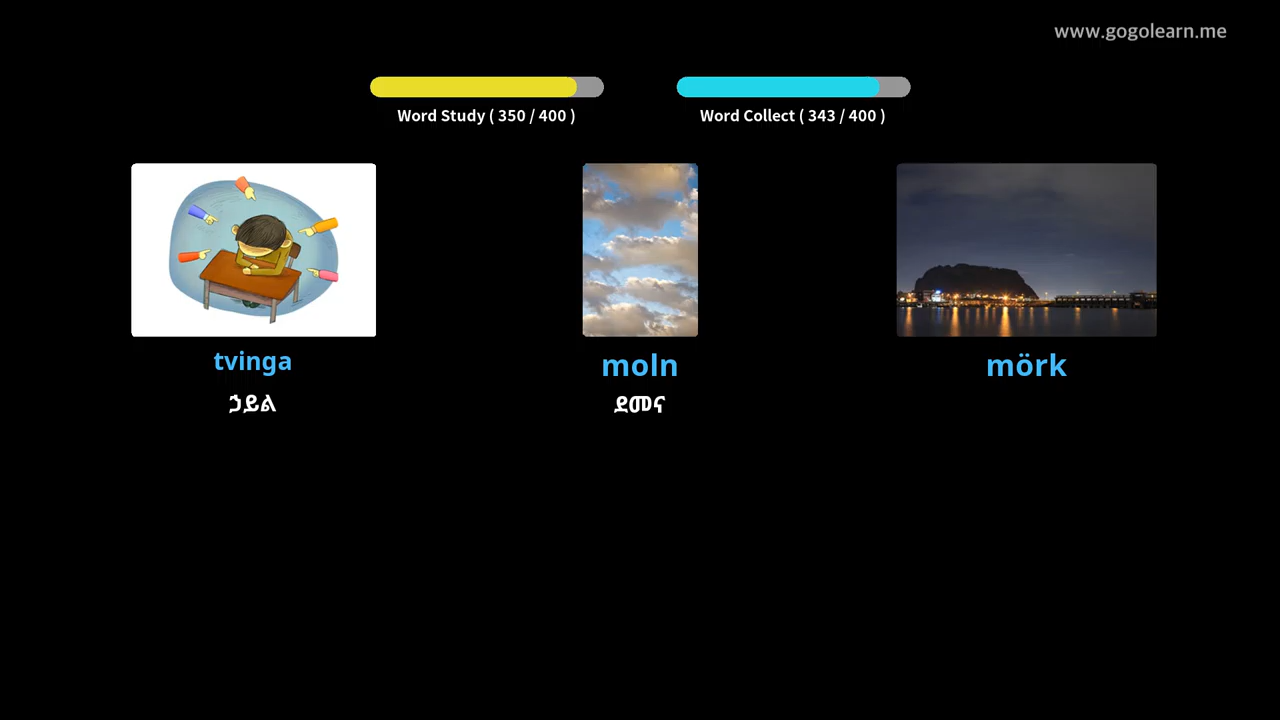 www.gogolearn.me
Word Study ( 350 / 400 )
Word Collect ( 343 / 400 )
tvinga
moln
mörk
ኃይል
ደመና